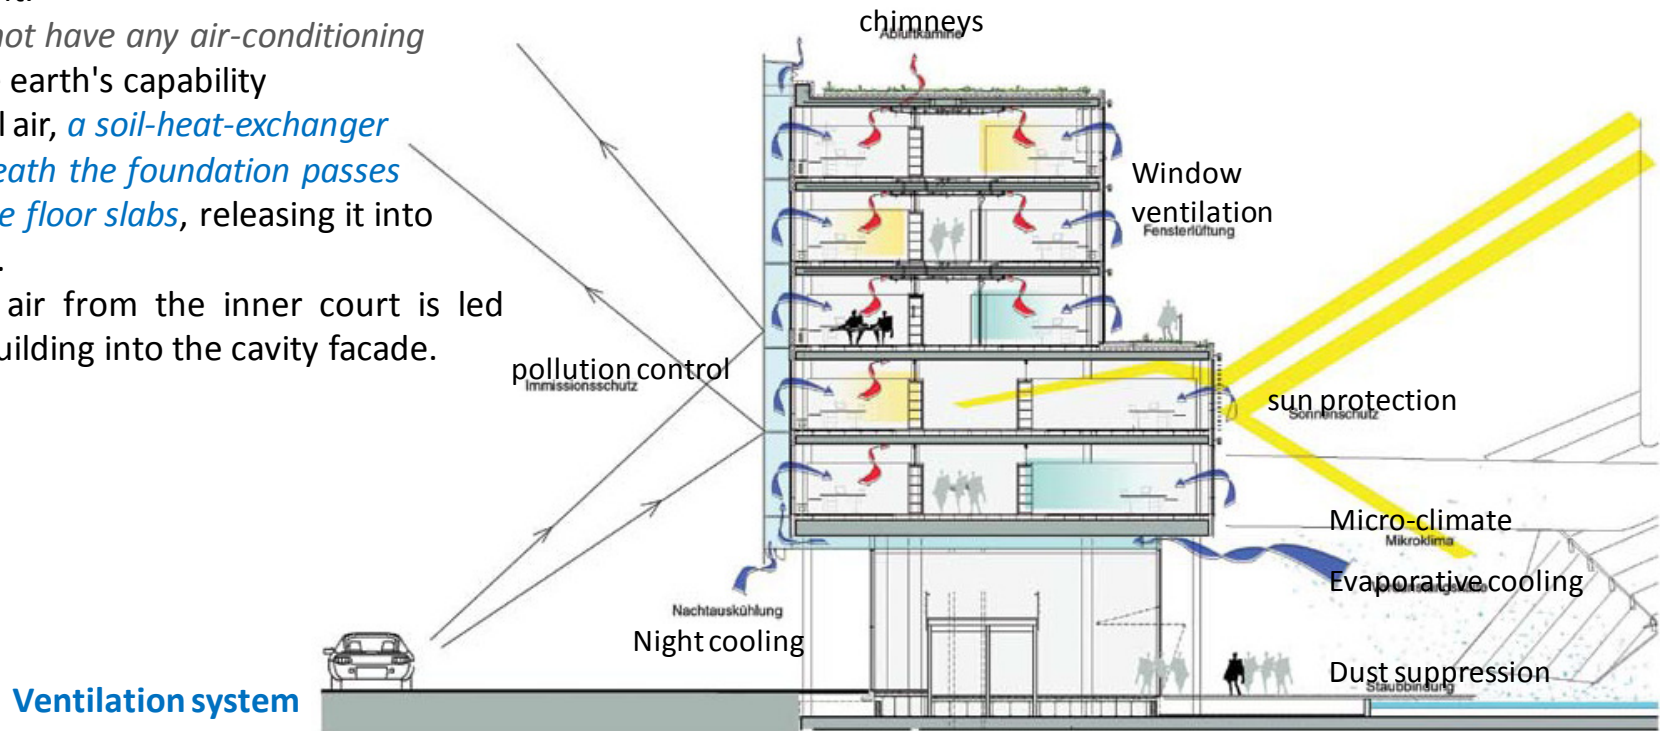 not have any air-conditioning
earth's capability
air, a soil-heat-exchanger
the foundation passes
floor slabs, releasing it into
air from the inner court is led
into the cavity facade.
chimneys
Abluftkamine
Window
ventilation
Fensterlüftung
pollution control
Immissionsschutz
sun protection
Sonnenschutz
Micro-climate
Mikroklima
Evaporative cooling
Nachtauskühlung
Night cooling
Dust suppression
Staubbindung
Ventilation system